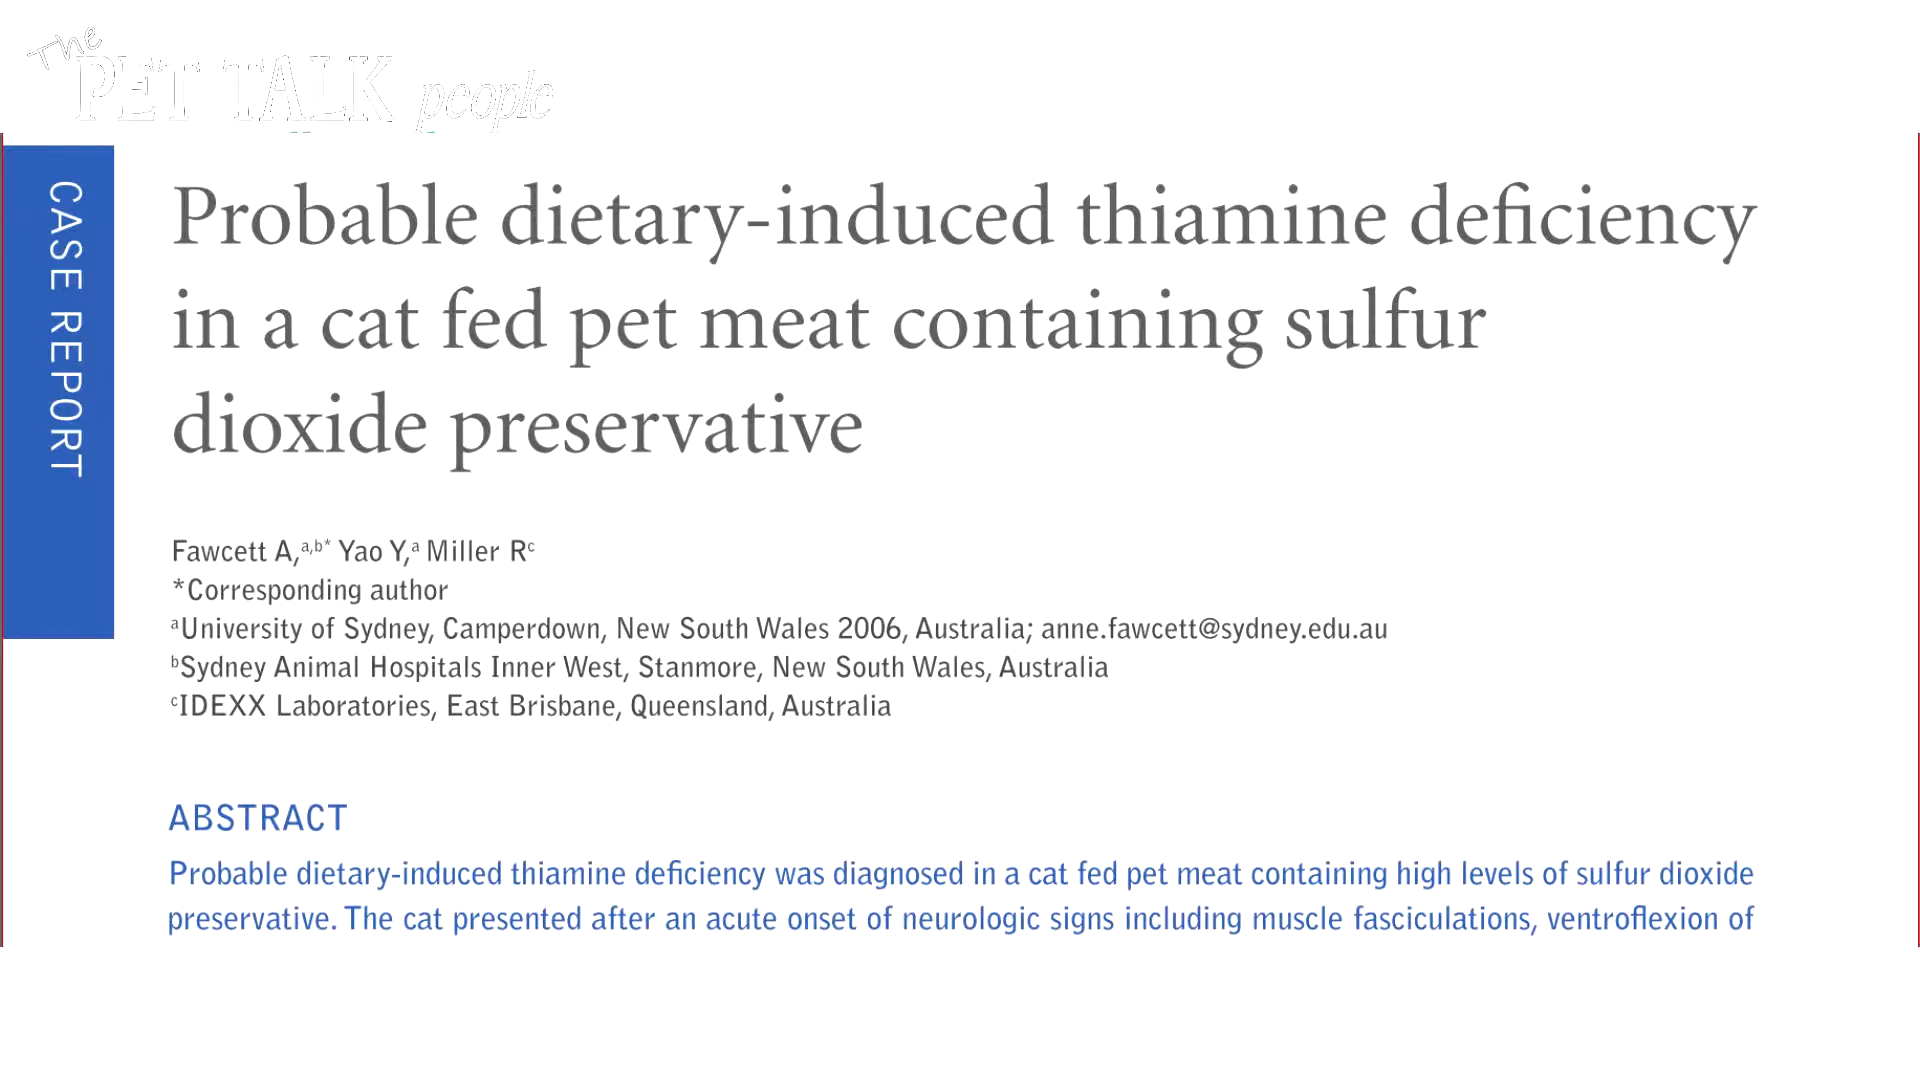 The
PET TALK people
CASE REPORT
Probable dietary-induced thiamine deficiency
in a cat fed pet meat containing sulfur
dioxide preservative
Fawcett A,a,b* Yao Y,a Miller Rc
*Corresponding author
aUniversity of Sydney, Camperdown, New South Wales 2006, Australia; anne.fawcett@sydney.edu.au
bSydney Animal Hospitals Inner West, Stanmore, New South Wales, Australia
cIDEXX Laboratories, East Brisbane, Queensland, Australia
ABSTRACT
Probable dietary-induced thiamine deficiency was diagnosed in a cat fed pet meat containing high levels of sulfur dioxide
preservative. The cat presented after an acute onset of neurologic signs including muscle fasciculations, ventroflexion of